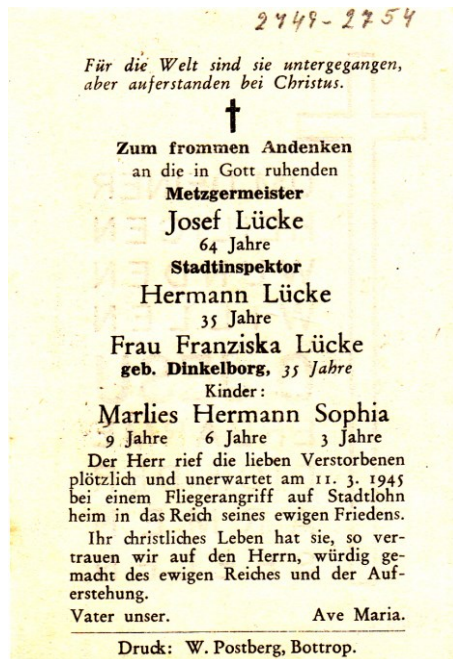 2749-2754
Für die Welt sind sie untergegangen,
aber auferstanden bei Christus.
Zum frommen Andenken
an die in Gott ruhenden
Metzgermeister
Josef Lücke
64 Jahre
Stadtinspektor
Hermann Lücke
35 Jahre
Frau Franziska Lücke
geb. Dinkelborg, 35 Jahre
Kinder:
Marlies Hermann Sophia
9 Jahre 6 Jahre 3 Jahre
Der Herr rief die lieben Verstorbenen
plötzlich und unerwartet am 11. 3. 1945
bei einem Fliegerangriff auf Stadtlohn
heim in das Reich seines ewigen Friedens.
Ihr christliches Leben hat sie, so ver-
trauen wir auf den Herrn, würdig ge-
macht des ewigen Reiches und der Auf-
erstehung.
Vater unser. Ave Maria.
Druck: W. Postberg, Bottrop.